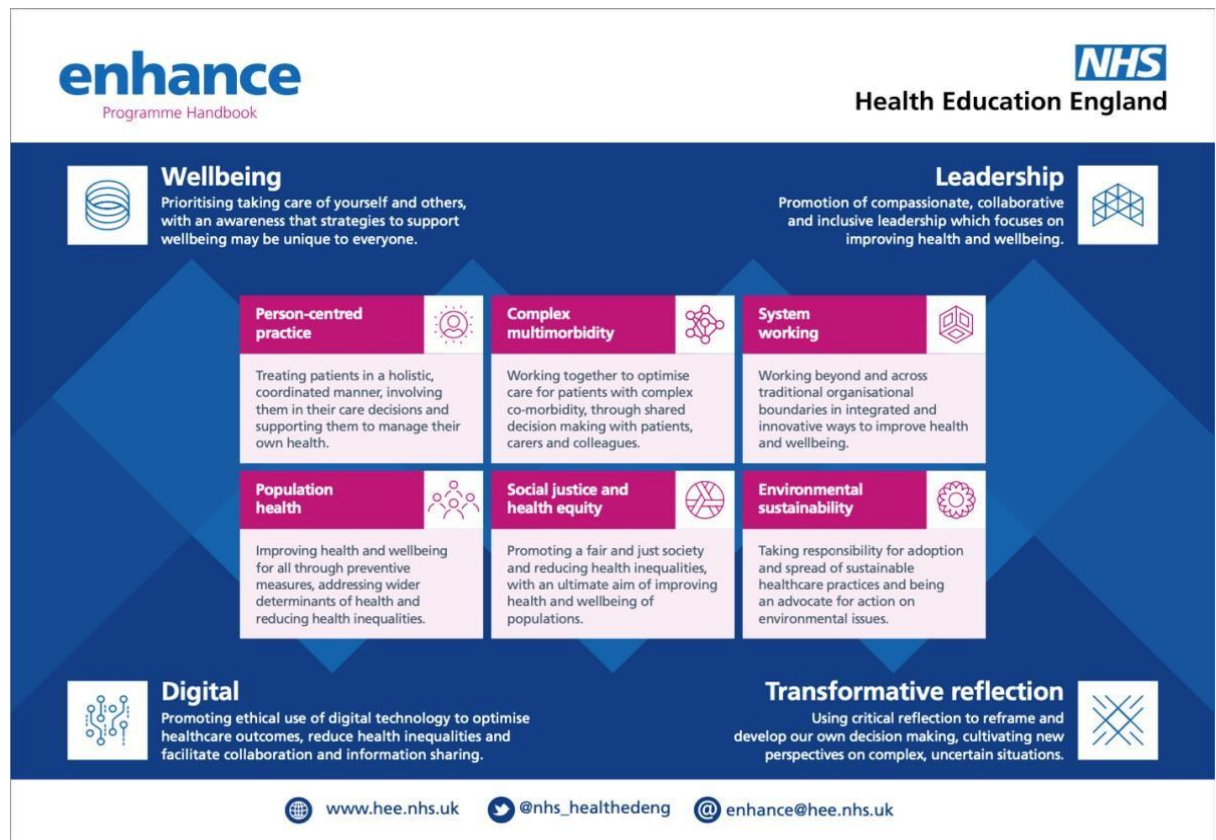 enhance
Programme Handbook
NHS
Health Education England
Wellbeing
Prioritising taking care of yourself and others,
with an awareness that strategies to support
wellbeing may be unique to everyone.
Leadership
Promotion of compassionate, collaborative
and inclusive leadership which focuses on
improving health and wellbeing.
Person-centred
practice
Treating patients in a holistic,
coordinated manner, involving
them in their care decisions and
supporting them to manage their
own health.
Complex
multimorbidity
Working together to optimise
care for patients with complex
co-morbidity, through shared
decision making with patients,
carers and colleagues.
System
working
Working beyond and across
traditional organisational
boundaries in integrated and
innovative ways to improve health
and wellbeing.
Population
health
Improving health and wellbeing
for all through preventive
measures, addressing wider
determinants of health and
reducing health inequalities.
Social justice and
health equity
Promoting a fair and just society
and reducing health inequalities,
with an ultimate aim of improving
health and wellbeing of
populations.
Environmental
sustainability
Taking responsibility for adoption
and spread of sustainable
healthcare practices and being
an advocate for action on
environmental issues.
Digital
Promoting ethical use of digital technology to optimise
healthcare outcomes, reduce health inequalities and
facilitate collaboration and information sharing.
Transformative reflection
Using critical reflection to reframe and
develop our own decision making, cultivating new
perspectives on complex, uncertain situations.
www.hee.nhs.uk
@nhs_healthedeng
@ enhance@hee.nhs.uk